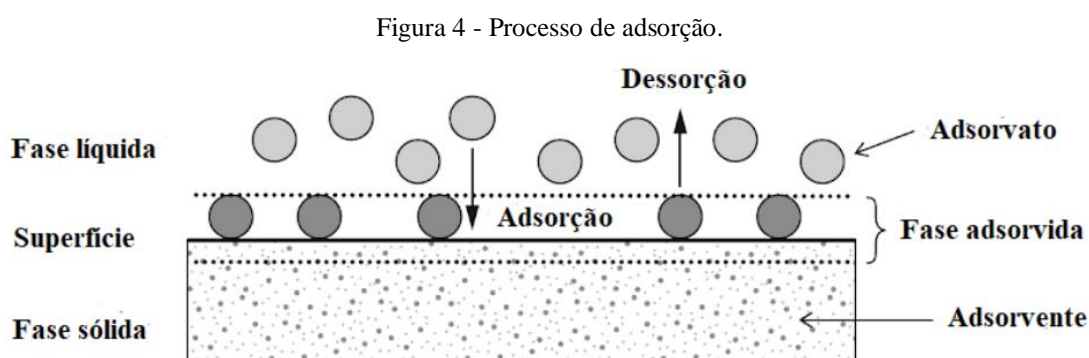 Figura 4 - Processo de adsorção.
Dessorção
Adsorvato
Fase líquida
Adsorção
Fase adsorvida
Superfície
Adsorvente
Fase sólida